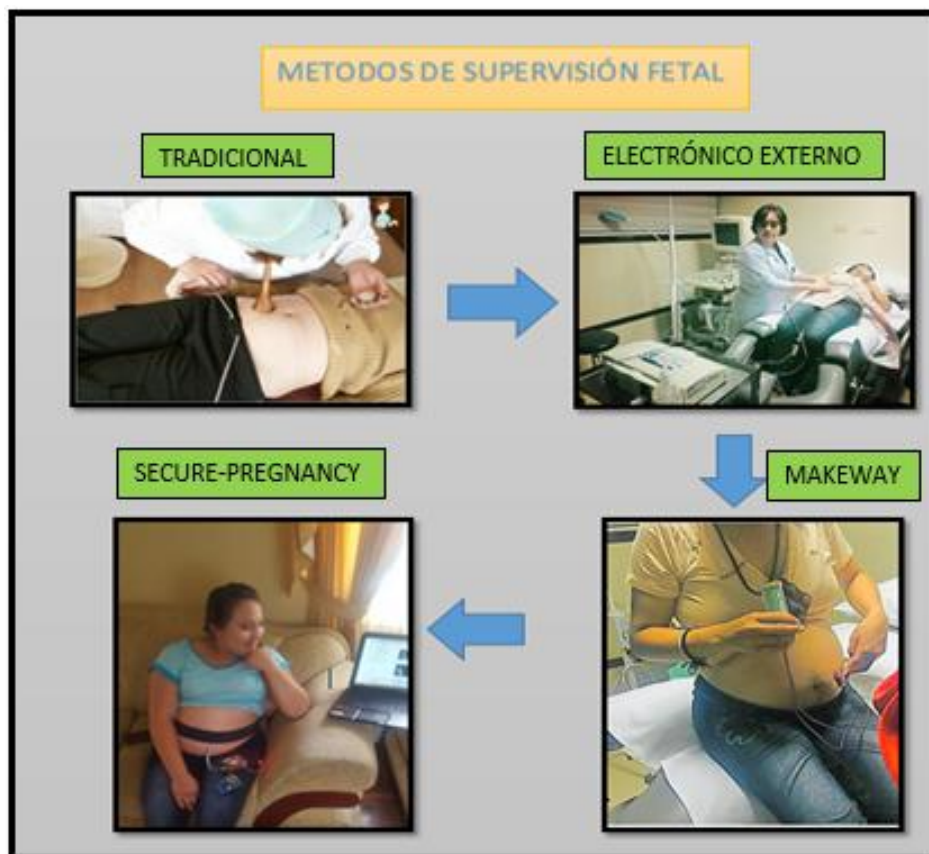 METODOS DE SUPERVISIÓN FETAL
TRADICIONAL
ELECTRÓNICO EXTERNO
SECURE-PREGNANCY
MAKEWAY